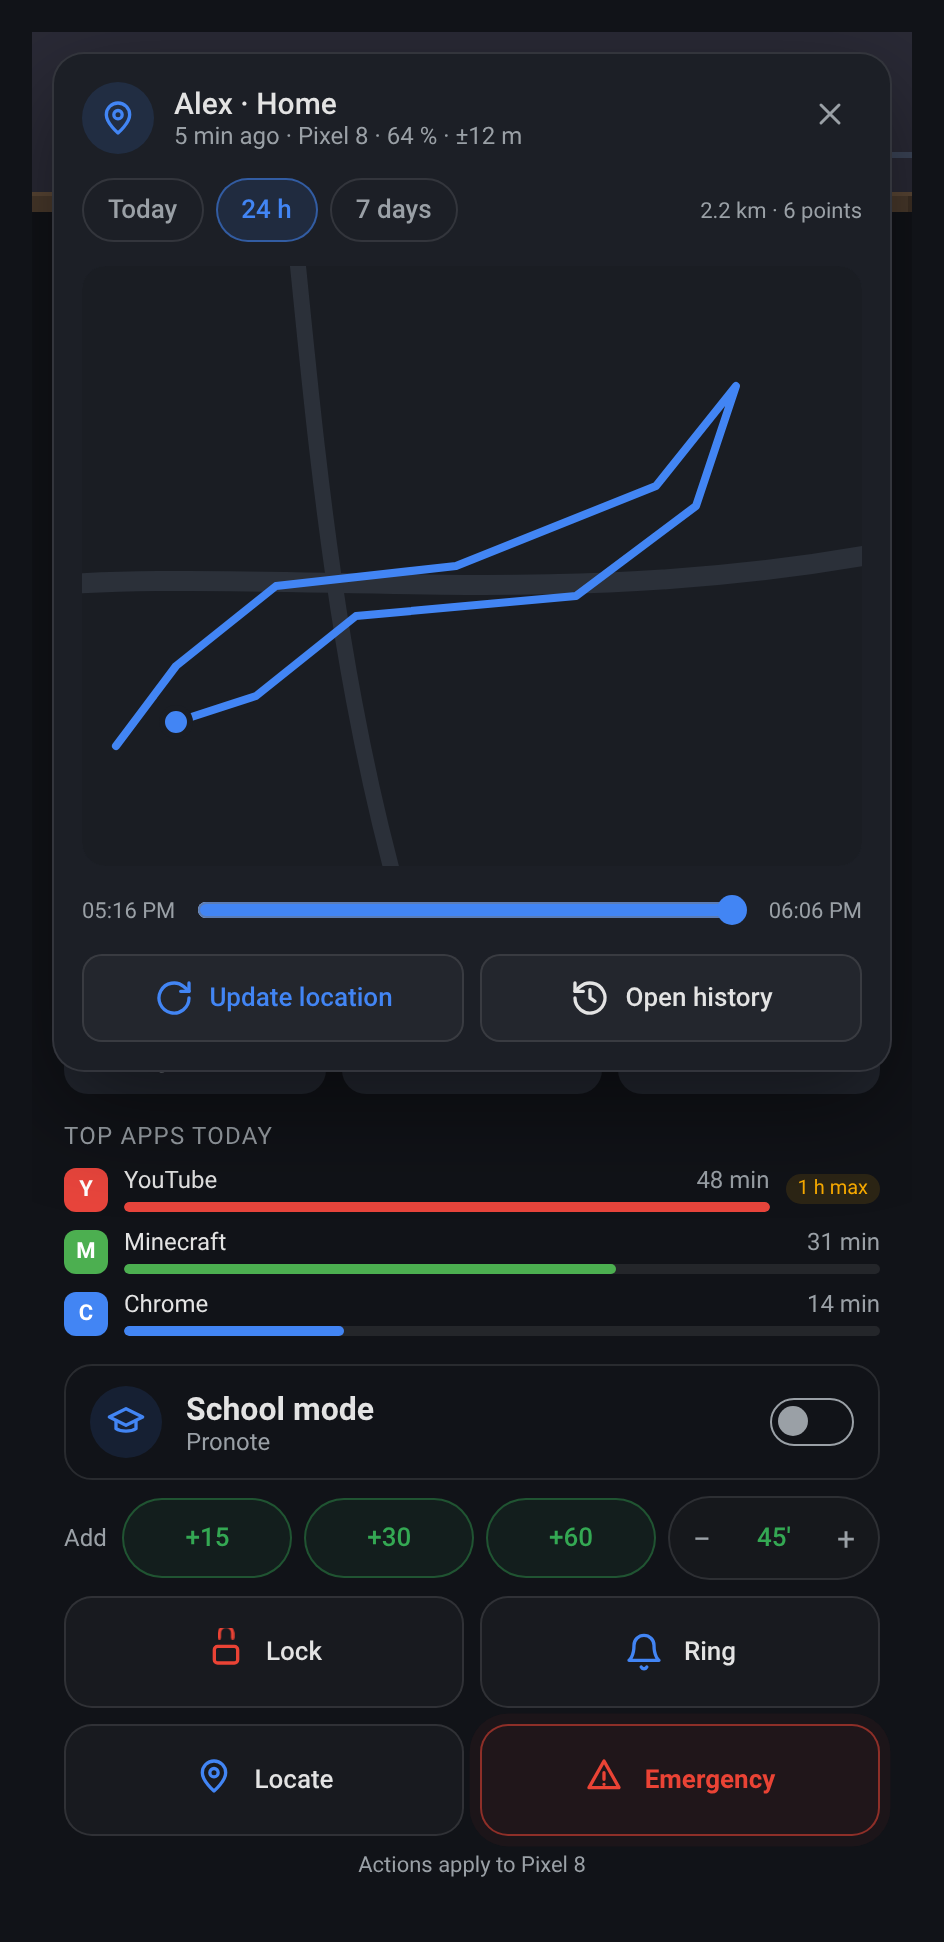 Alex · Home
5 min ago · Pixel 8 · 64 % · ±12 m
Today
24 h
7 days
2.2 km · 6 points
05:16 PM
06:06 PM
Update location
Open history
TOP APPS TODAY
Y
YouTube
48 min
1 h max
M
Minecraft
31 min
C
Chrome
14 min
School mode
Pronote
Add
+15
+30
+60
− 45' +
Lock
Ring
Locate
Emergency
Actions apply to Pixel 8